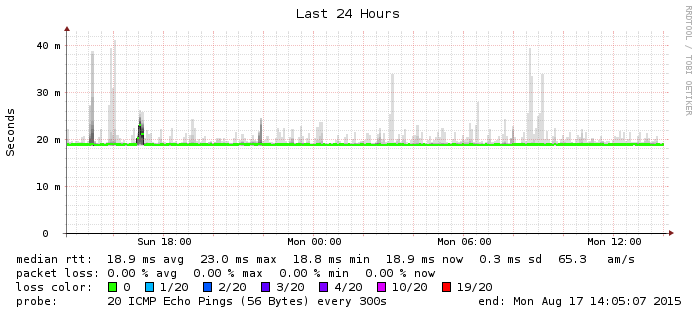 Last 24 Hours
RRDTOOL / TOBI OETIKER
Seconds
40 m
30 m
20 m
10 m
0
Sun 18:00 Mon 00:00 Mon 06:00 Mon 12:00
median rtt: 18.9 ms avg 23.0 ms max 18.8 ms min 18.9 ms now 0.3 ms sd 65.3 am/s
packet loss: 0.00 % avg 0.00 % max 0.00 % min 0.00 % now
loss color: 0 1/20 2/20 3/20 4/20 10/20 19/20
probe: 20 ICMP Echo Pings (56 Bytes) every 300s end: Mon Aug 17 14:05:07 2015